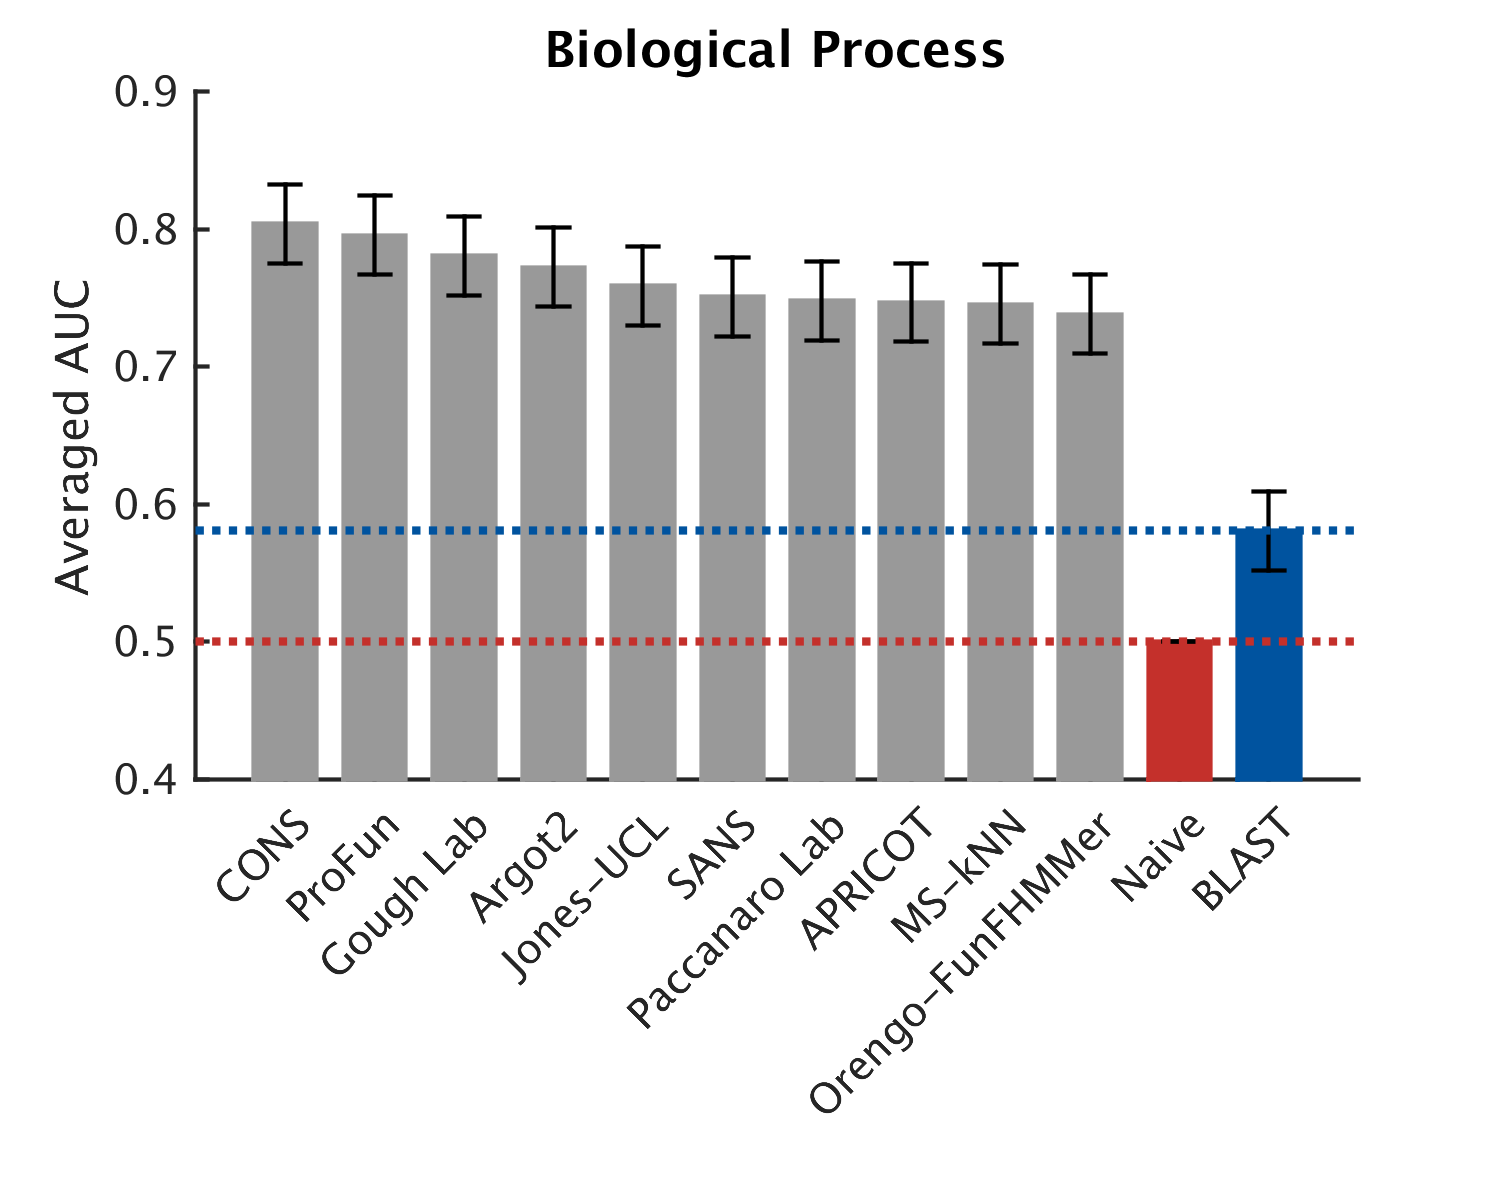 Biological Process
Averaged AUC
0.9
0.8
0.7
0.6
0.5
0.4
CONS
ProFun
Gough Lab
Argot2
Jones−UCL
SANS
Paccanaro Lab
APRICOT
MS−kNN
Orengo−FunFHMMer
Naive
BLAST